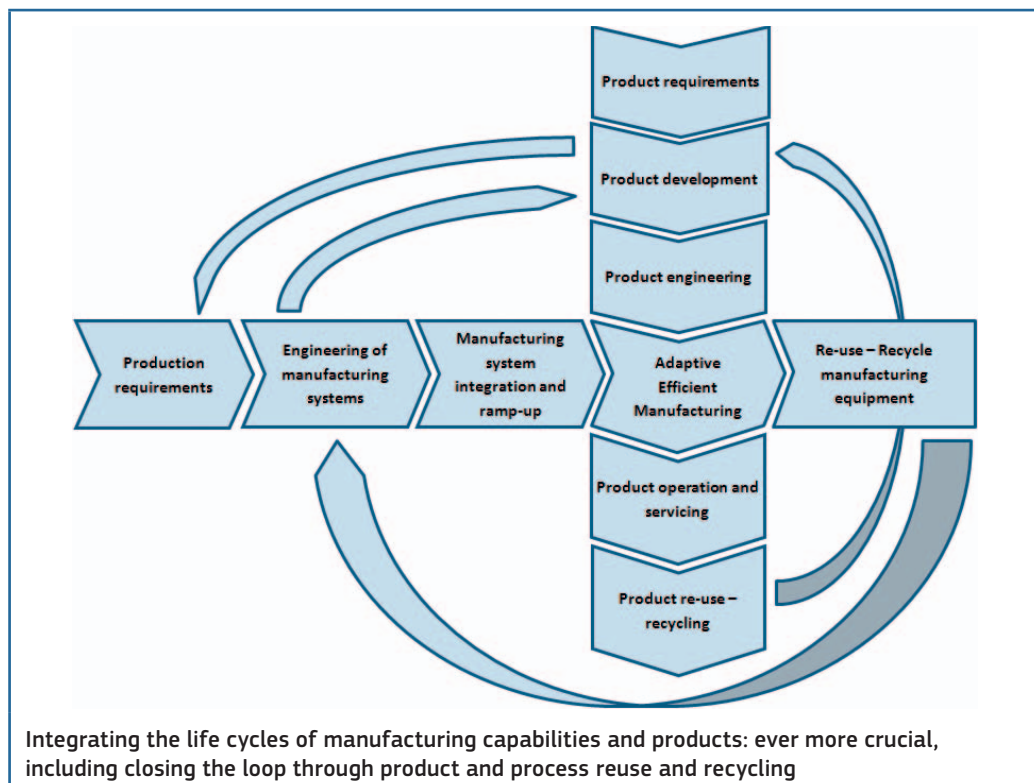 Product requirements
Product development
Product engineering
Production
requirements
Engineering of
manufacturing
systems
Manufacturing
system
integration and
ramp-up
Adaptive
Efficient
Manufacturing
Re-use – Recycle
manufacturing
equipment
Product operation and
servicing
Product re-use –
recycling
Integrating the life cycles of manufacturing capabilities and products: ever more crucial,
including closing the loop through product and process reuse and recycling